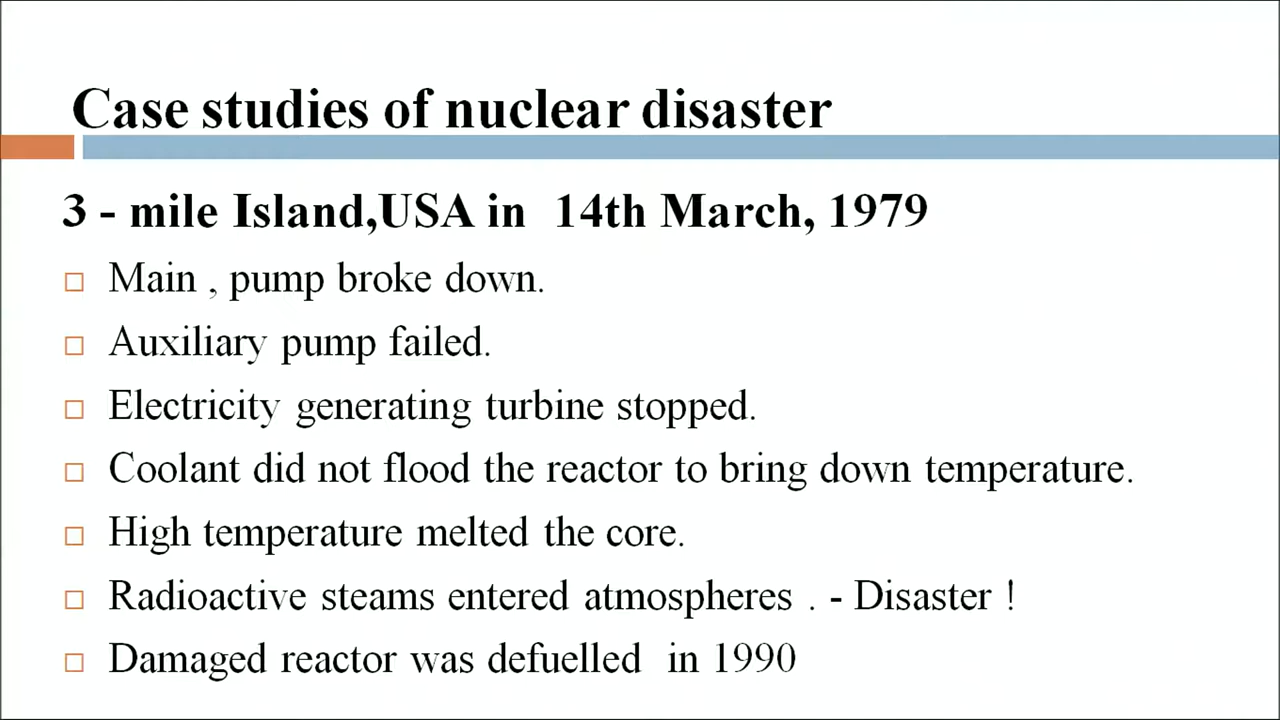 Case studies of nuclear disaster
3 - mile Island,USA in 14th March, 1979
Main , pump broke down.
Auxiliary pump failed.
Electricity generating turbine stopped.
Coolant did not flood the reactor to bring down temperature.
High temperature melted the core.
Radioactive steams entered atmospheres . - Disaster !
Damaged reactor was defuelled in 1990